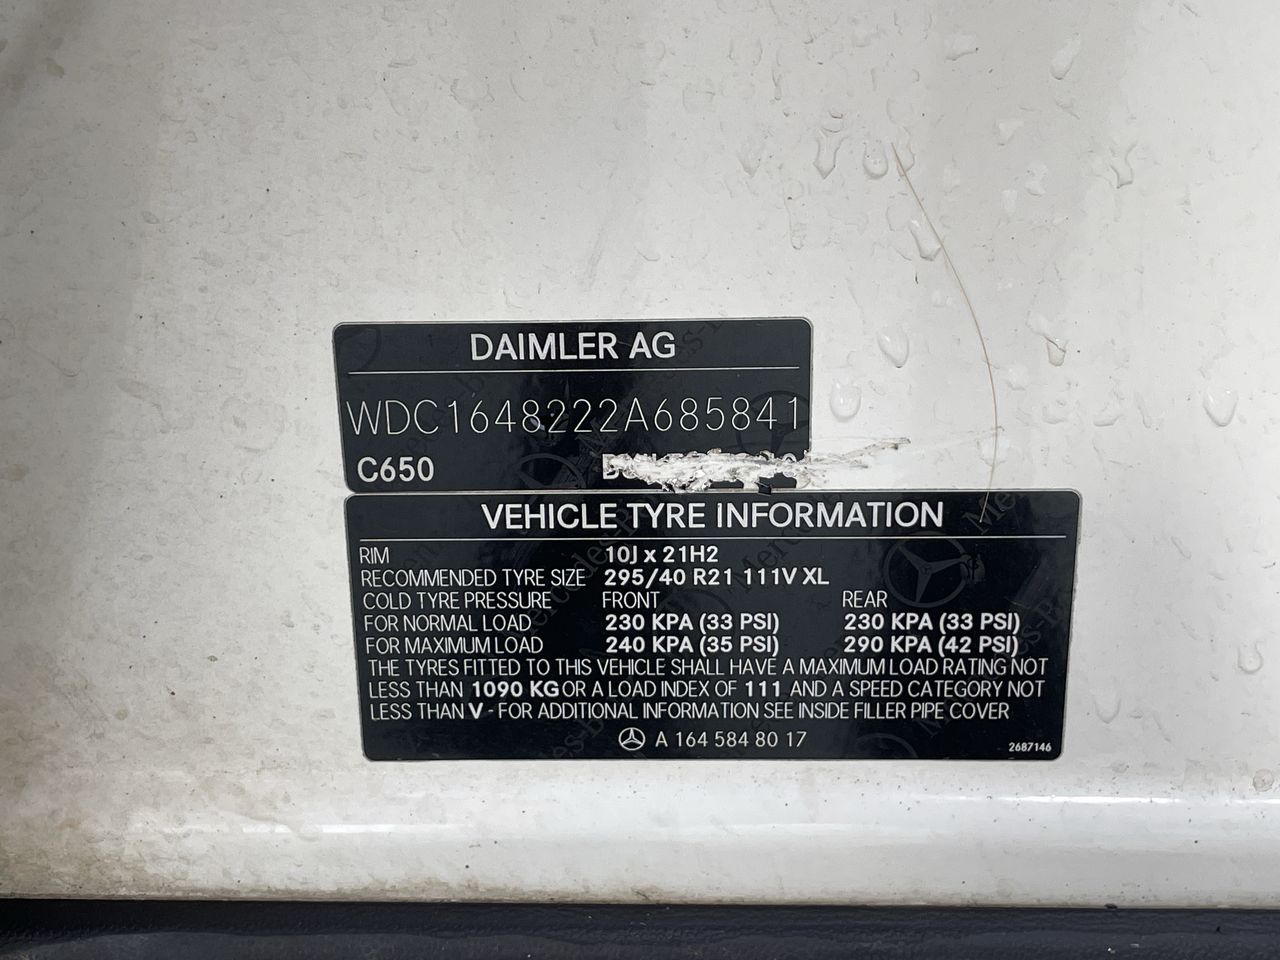 DAIMLER AG
WDC1648222A685841
C650
VEHICLE TYRE INFORMATION
RIM 10J x 21H2
RECOMMENDED TYRE SIZE 295/40 R21 111V XL
COLD TYRE PRESSURE FRONT REAR
FOR NORMAL LOAD 230 KPA (33 PSI) 230 KPA (33 PSI)
FOR MAXIMUM LOAD 240 KPA (35 PSI) 290 KPA (42 PSI)
THE TYRES FITTED TO THIS VEHICLE SHALL HAVE A MAXIMUM LOAD RATING NOT
LESS THAN 1090 KG OR A LOAD INDEX OF 111 AND A SPEED CATEGORY NOT
LESS THAN V - FOR ADDITIONAL INFORMATION SEE INSIDE FILLER PIPE COVER
A 164 584 80 17
2687146